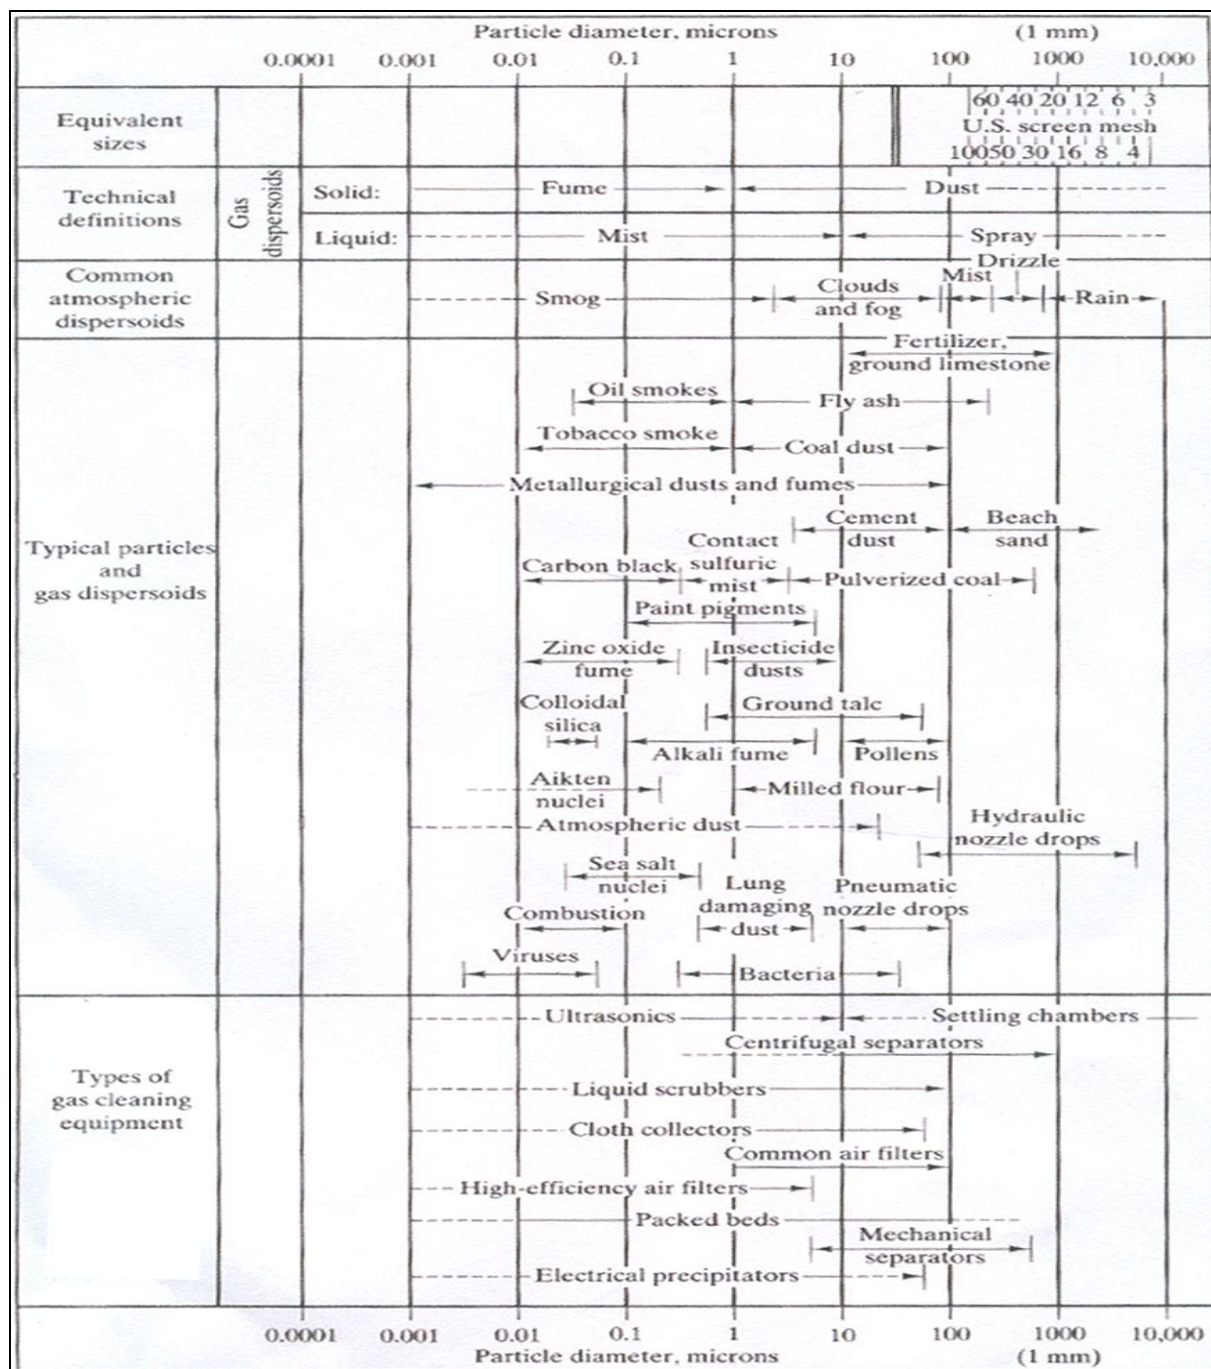 Particle diameter, microns (1 mm)
0.0001 0.001 0.01 0.1 1 10 100 1000 10,000
Equivalent
sizes
60 40 20 12 6 3
U.S. screen mesh
10050 30 16 8 4
Technical
definitions
Gas
dispersoids
Solid: Fume Dust
Liquid: Mist Spray
Common
atmospheric
dispersoids
Smog
Clouds
and fog
Mist
Drizzle
Rain
Typical particles
and
gas dispersoids
Fertilizer,
ground limestone
Oil smokes Fly ash
Tobacco smoke Coal dust
Metallurgical dusts and fumes
Cement
dust
Beach
sand
Carbon black
Contact
sulfuric
mist
Pulverized coal
Paint pigments
Zinc oxide
fume
Insecticide
dusts
Colloidal
silica
Ground talc
Alkali fume Pollens
Aikten
nuclei
Milled flour
Atmospheric dust
Hydraulic
nozzle drops
Sea salt
nuclei
Lung
damaging
dust
Pneumatic
nozzle drops
Combustion
Viruses
Bacteria
Types of
gas cleaning
equipment
Ultrasonics Settling chambers
Centrifugal separators
Liquid scrubbers
Cloth collectors
Common air filters
High-efficiency air filters
Packed beds
Mechanical
separators
Electrical precipitators
0.0001 0.001 0.01 0.1 1 10 100 1000 10,000
Particle diameter, microns (1 mm)